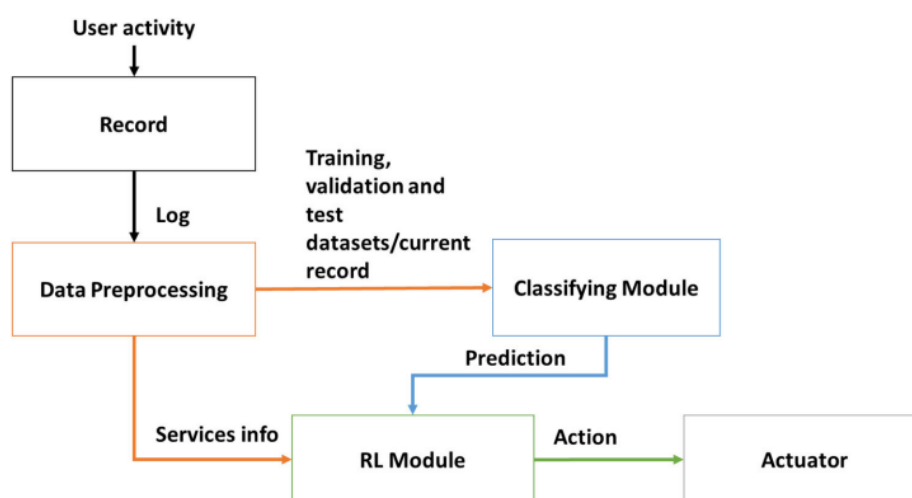 User activity
Record
Log
Training,
validation and
test
datasets/current
record
Data Preprocessing
Classifying Module
Prediction
Services info
RL Module
Action
Actuator